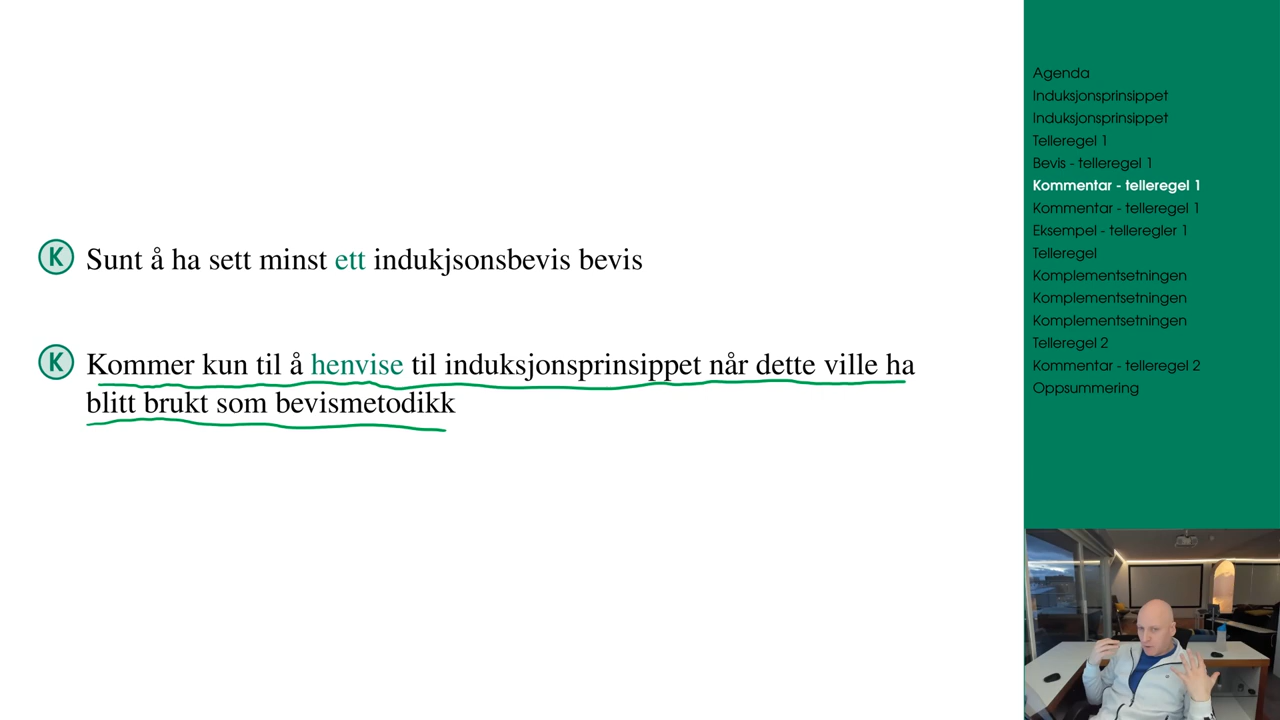 K Sunt å ha sett minst ett indukjsonsbevis bevis
K Kommer kun til å henvise til induksjonsprinsippet når dette ville ha
blitt brukt som bevismetodikk
Agenda
Induksjonsprinsippet
Induksjonsprinsippet
Telleregel 1
Bevis - telleregel 1
Kommentar - telleregel 1
Kommentar - telleregel 1
Eksempel - telleregler 1
Telleregel
Komplementsetningen
Komplementsetningen
Komplementsetningen
Telleregel 2
Kommentar - telleregel 2
Oppsummering